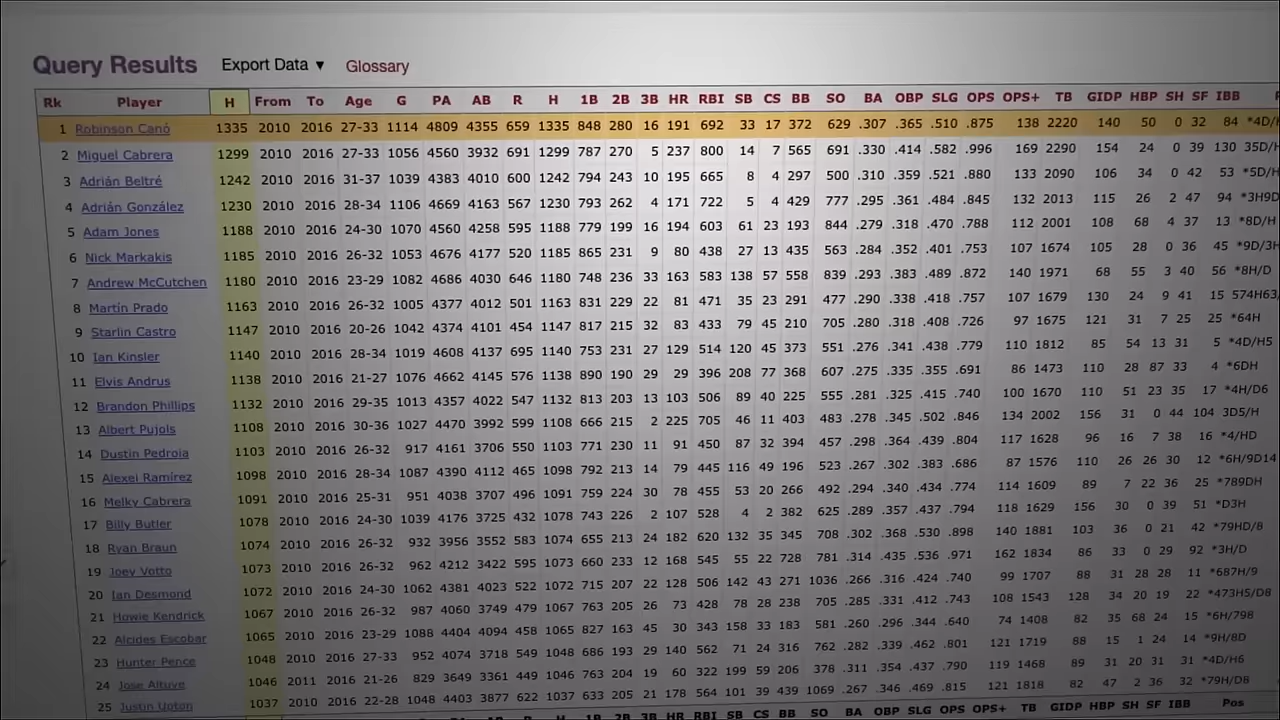 Query Results Export Data ▼ Glossary
Rk Player H From To Age G PA AB R H 1B 2B 3B HR RBI SB CS BB SO BA OBP SLG OPS OPS+ TB GIDP HBP SH SF IBB
1 Robinson Canó 1335 2010 2016 27-33 1114 4809 4355 659 1335 848 280 16 191 692 33 17 372 629 .307 .365 .510 .875 138 2220 140 50 0 32 84 *4D/H
2 Miguel Cabrera 1299 2010 2016 27-33 1056 4560 3932 691 1299 787 270 5 237 800 14 7 565 691 .330 .414 .582 .996 169 2290 154 24 0 39 130 35D/H
3 Adrián Beltré 1242 2010 2016 31-37 1039 4383 4010 600 1242 794 243 10 195 665 8 4 297 500 .310 .359 .521 .880 133 2090 106 34 0 42 53 *5D/H
4 Adrián González 1230 2010 2016 28-34 1106 4669 4163 567 1230 793 262 4 171 722 5 4 429 777 .295 .361 .484 .845 132 2013 115 26 2 47 94 *3H9D
5 Adam Jones 1188 2010 2016 24-30 1070 4560 4258 595 1188 779 199 16 194 603 61 23 193 844 .279 .318 .470 .788 112 2001 108 68 4 37 13 *8D/H
6 Nick Markakis 1185 2010 2016 26-32 1053 4676 4177 520 1185 865 231 9 80 438 27 13 435 563 .284 .352 .401 .753 107 1674 105 28 0 36 45 *9D/3H
7 Andrew McCutchen 1180 2010 2016 23-29 1082 4686 4030 646 1180 748 236 33 163 583 138 57 558 839 .293 .383 .489 .872 140 1971 68 55 3 40 56 *8H/D
8 Martín Prado 1163 2010 2016 26-32 1005 4377 4012 501 1163 831 229 22 81 471 35 23 291 477 .290 .338 .418 .757 107 1679 130 24 9 41 15 574H63
9 Starlin Castro 1147 2010 2016 20-26 1042 4374 4101 454 1147 817 215 32 83 433 79 45 210 705 .280 .318 .408 .726 97 1675 121 31 7 25 25 *64H
10 Ian Kinsler 1140 2010 2016 28-34 1019 4608 4137 695 1140 753 231 27 129 514 120 45 373 551 .276 .341 .438 .779 110 1812 85 54 13 31 5 *4D/H5
11 Elvis Andrus 1138 2010 2016 21-27 1076 4662 4145 576 1138 890 190 29 29 396 208 77 368 607 .275 .335 .355 .691 86 1473 110 28 87 33 4 *6DH
12 Brandon Phillips 1132 2010 2016 29-35 1013 4357 4022 547 1132 813 203 13 103 506 89 40 225 555 .281 .325 .415 .740 100 1670 110 51 23 35 17 *4H/D6
13 Albert Pujols 1108 2010 2016 30-36 1027 4470 3992 599 1108 666 215 2 225 705 46 11 403 483 .278 .345 .502 .846 134 2002 156 31 0 44 104 3D5/H
14 Dustin Pedroia 1103 2010 2016 26-32 917 4161 3706 550 1103 771 230 11 91 450 87 32 394 457 .298 .364 .439 .804 117 1628 96 16 7 38 16 *4/HD
15 Alexei Ramírez 1098 2010 2016 28-34 1087 4390 4112 465 1098 792 213 14 79 445 116 49 196 523 .267 .302 .383 .686 87 1576 110 26 26 30 12 *6H/9D14
16 Melky Cabrera 1091 2010 2016 25-31 951 4038 3707 496 1091 759 224 30 78 455 53 20 266 492 .294 .340 .434 .774 114 1609 89 7 22 36 25 *789DH
17 Billy Butler 1078 2010 2016 24-30 1039 4176 3725 432 1078 743 226 2 107 528 4 2 382 625 .289 .357 .437 .794 118 1629 156 30 0 39 51 *D3H
18 Ryan Braun 1074 2010 2016 26-32 932 3956 3552 583 1074 655 213 24 182 620 132 35 345 708 .302 .368 .530 .898 140 1881 103 36 0 21 42 *79HD/8
19 Joey Votto 1073 2010 2016 26-32 962 4212 3422 595 1073 660 233 12 168 545 55 22 728 781 .314 .435 .536 .971 162 1834 86 33 0 29 92 *3H/D
20 Ian Desmond 1072 2010 2016 24-30 1062 4381 4023 522 1072 715 207 22 128 506 142 43 271 1036 .266 .316 .424 .740 99 1707 88 31 28 28 11 *687H/9
21 Howie Kendrick 1067 2010 2016 26-32 987 4060 3749 479 1067 763 205 26 73 428 78 28 238 705 .285 .331 .412 .743 108 1543 128 34 20 19 22 *473H5/D8
22 Alcides Escobar 1065 2010 2016 23-29 1088 4404 4094 458 1065 827 163 45 30 343 158 33 183 581 .260 .296 .344 .640 74 1408 82 35 68 24 15 *6H/798
23 Hunter Pence 1048 2010 2016 27-33 952 4074 3718 549 1048 686 193 29 140 562 71 24 316 762 .282 .339 .462 .801 121 1719 88 15 1 24 14 *9H/8D
24 Jose Altuve 1046 2011 2016 21-26 829 3649 3361 449 1046 763 204 19 60 322 199 59 206 378 .311 .354 .437 .790 119 1468 89 31 20 31 31 *4D/H6
25 Justin Upton 1037 2010 2016 22-28 1048 4403 3877 622 1037 633 205 21 178 564 101 39 439 1069 .267 .346 .469 .815 121 1818 82 47 2 36 32 *79H/D8
H 1B 2B 3B HR RBI SB CS BB SO BA OBP SLG OPS OPS+ TB GIDP HBP SH SF IBB Pos